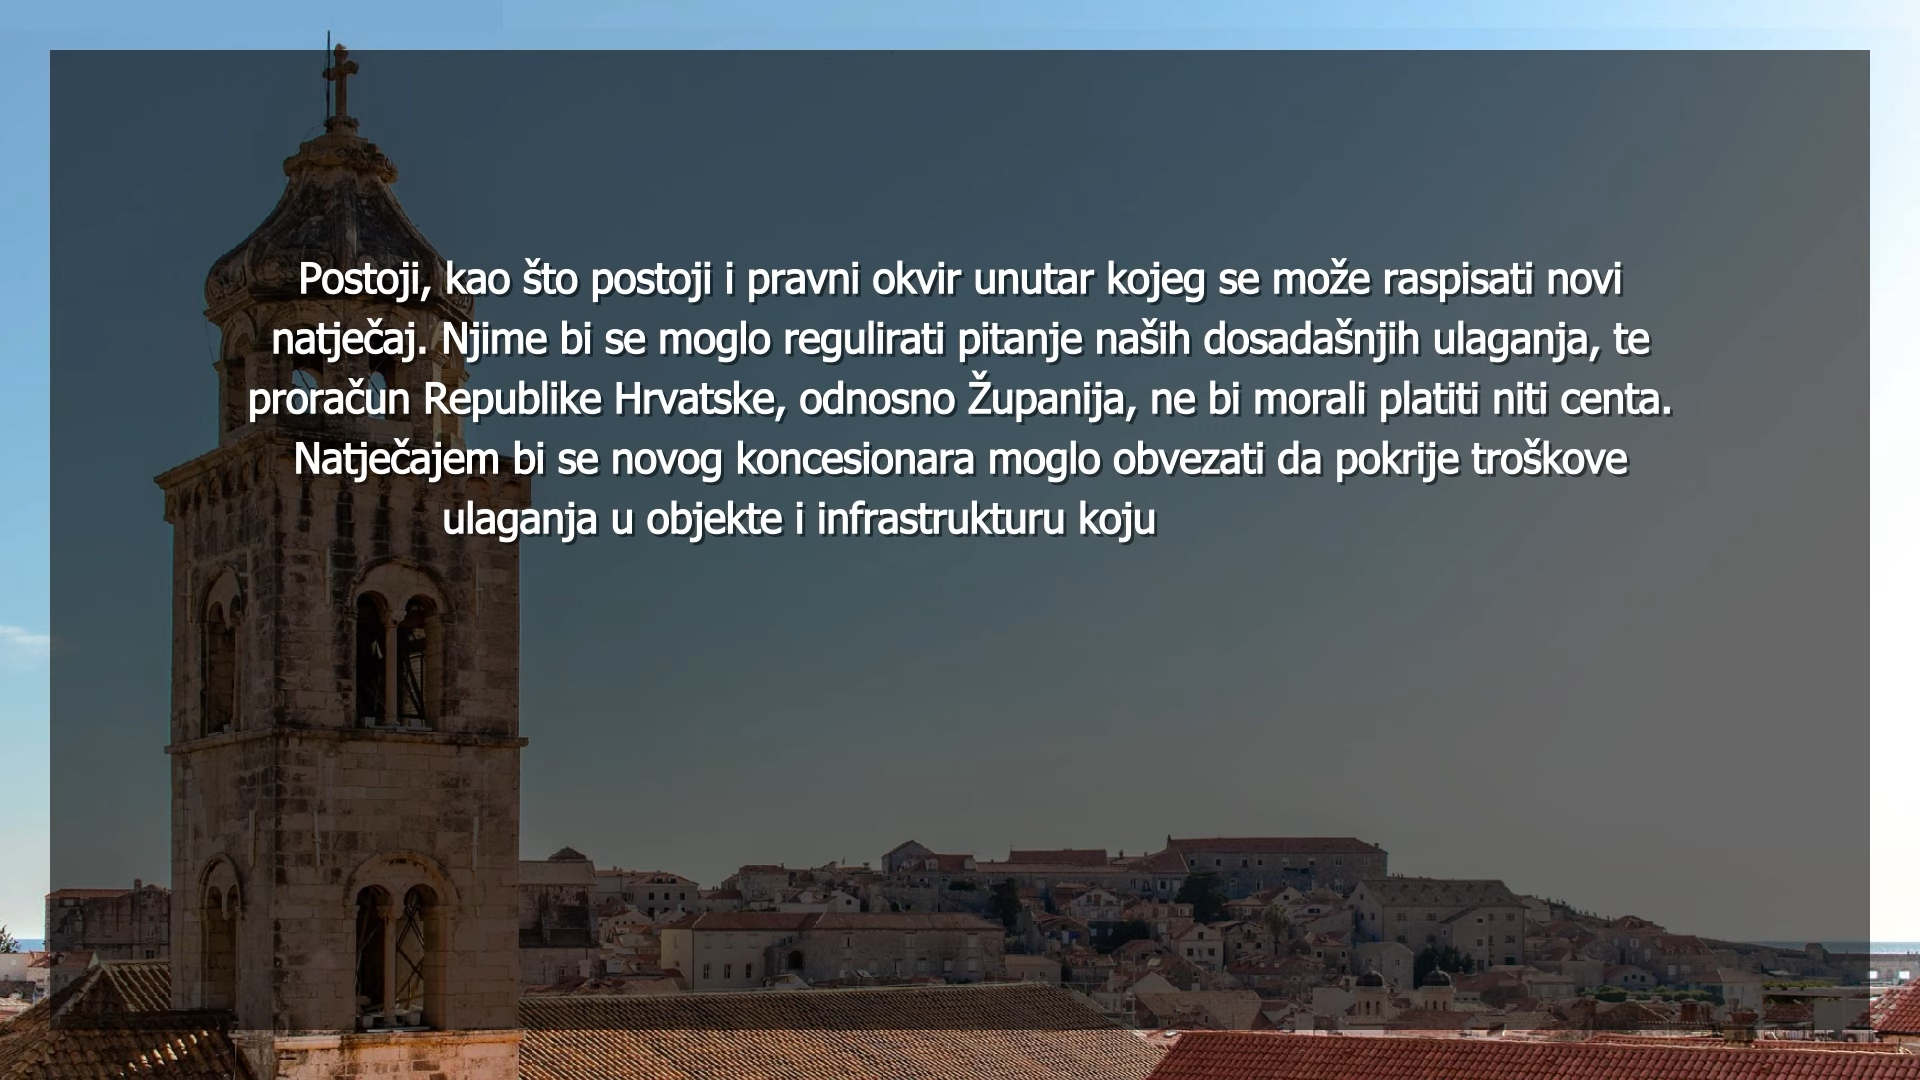 Postoji, kao što postoji i pravni okvir unutar kojeg se može raspisati novi
natječaj. Njime bi se moglo regulirati pitanje naših dosadašnjih ulaganja, te
proračun Republike Hrvatske, odnosno Županija, ne bi morali platiti niti centa.
Natječajem bi se novog koncesionara moglo obvezati da pokrije troškove
ulaganja u objekte i infrastrukturu koju